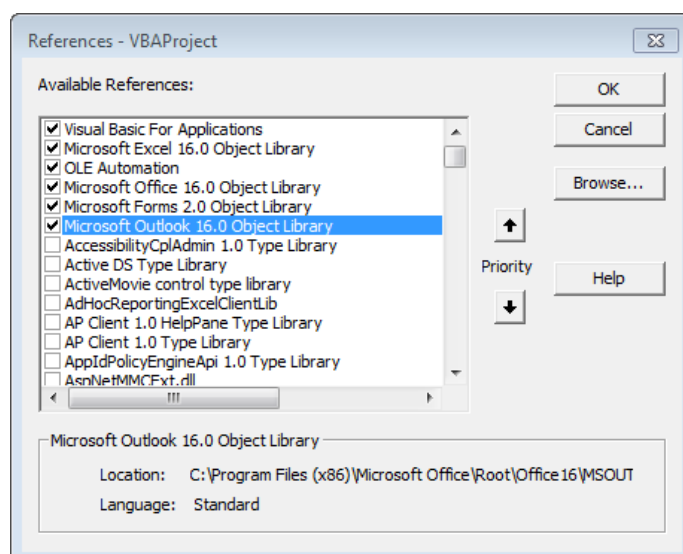 References - VBAProject
Available References:
OK
Visual Basic For Applications
Microsoft Excel 16.0 Object Library
OLE Automation
Microsoft Office 16.0 Object Library
Microsoft Forms 2.0 Object Library
Microsoft Outlook 16.0 Object Library
AccessibilityCplAdmin 1.0 Type Library
Active DS Type Library
ActiveMovie control type library
AdHocReportingExcelClientLib
AP Client 1.0 HelpPane Type Library
AP Client 1.0 Type Library
AppIdPolicyEngineApi 1.0 Type Library
AspNetMMCExt.dll
Cancel
Browse...
Priority
Help
Microsoft Outlook 16.0 Object Library
Location: C:\Program Files (x86)\Microsoft Office\Root\Office16\MSOUT
Language: Standard